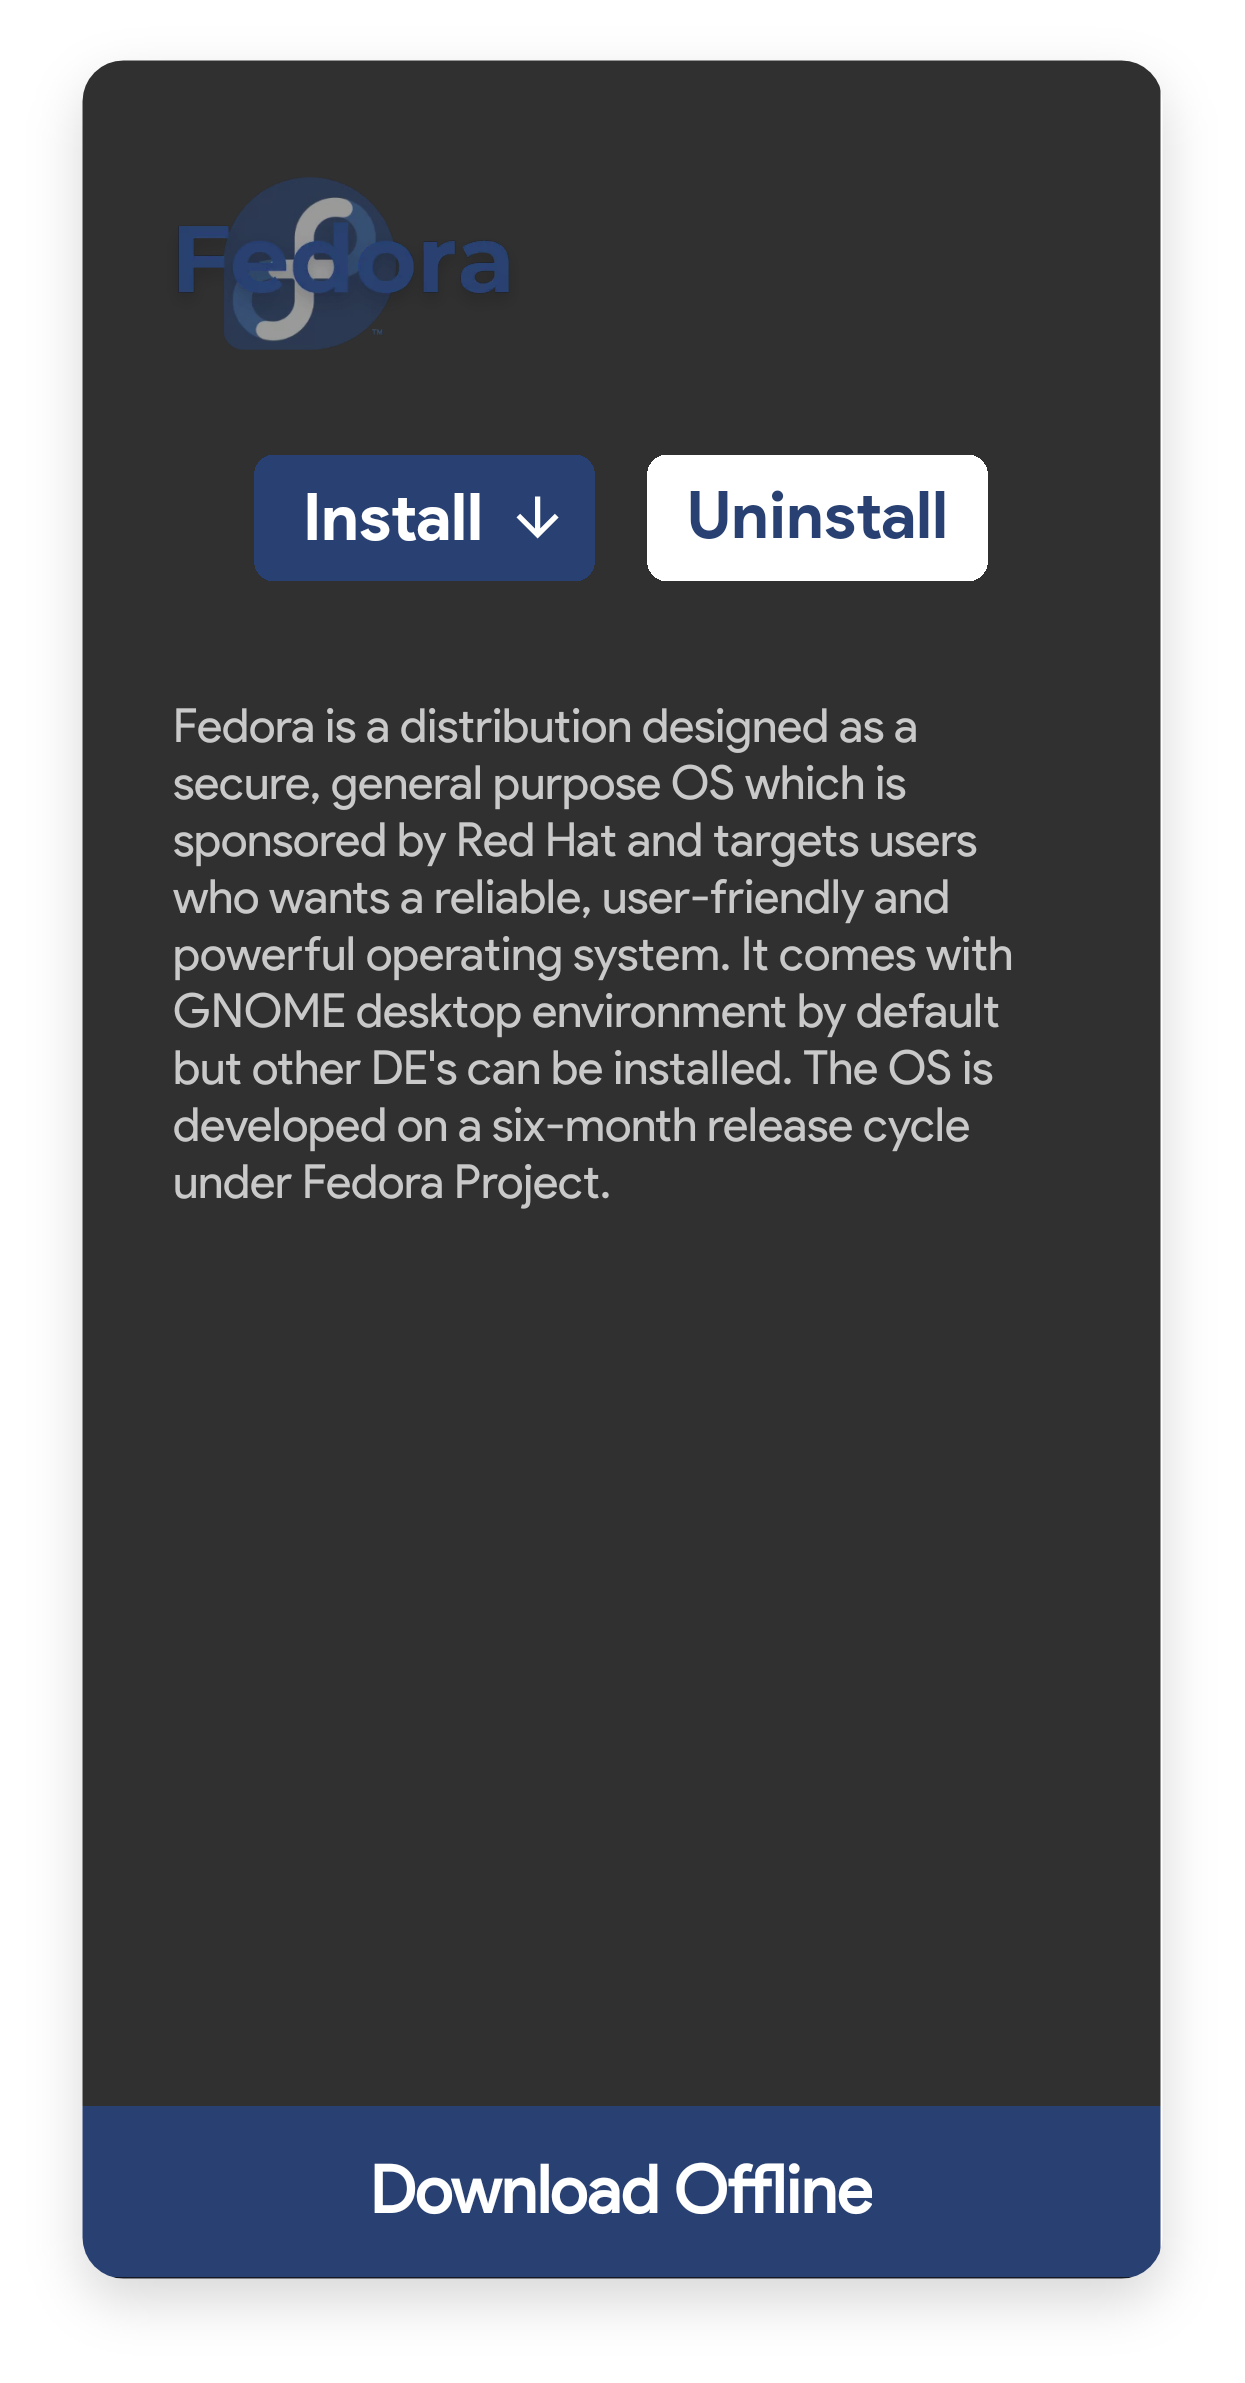 Fedora
™
Install ↓
Uninstall
Fedora is a distribution designed as a
secure, general purpose OS which is
sponsored by Red Hat and targets users
who wants a reliable, user-friendly and
powerful operating system. It comes with
GNOME desktop environment by default
but other DE's can be installed. The OS is
developed on a six-month release cycle
under Fedora Project.
Download Offline